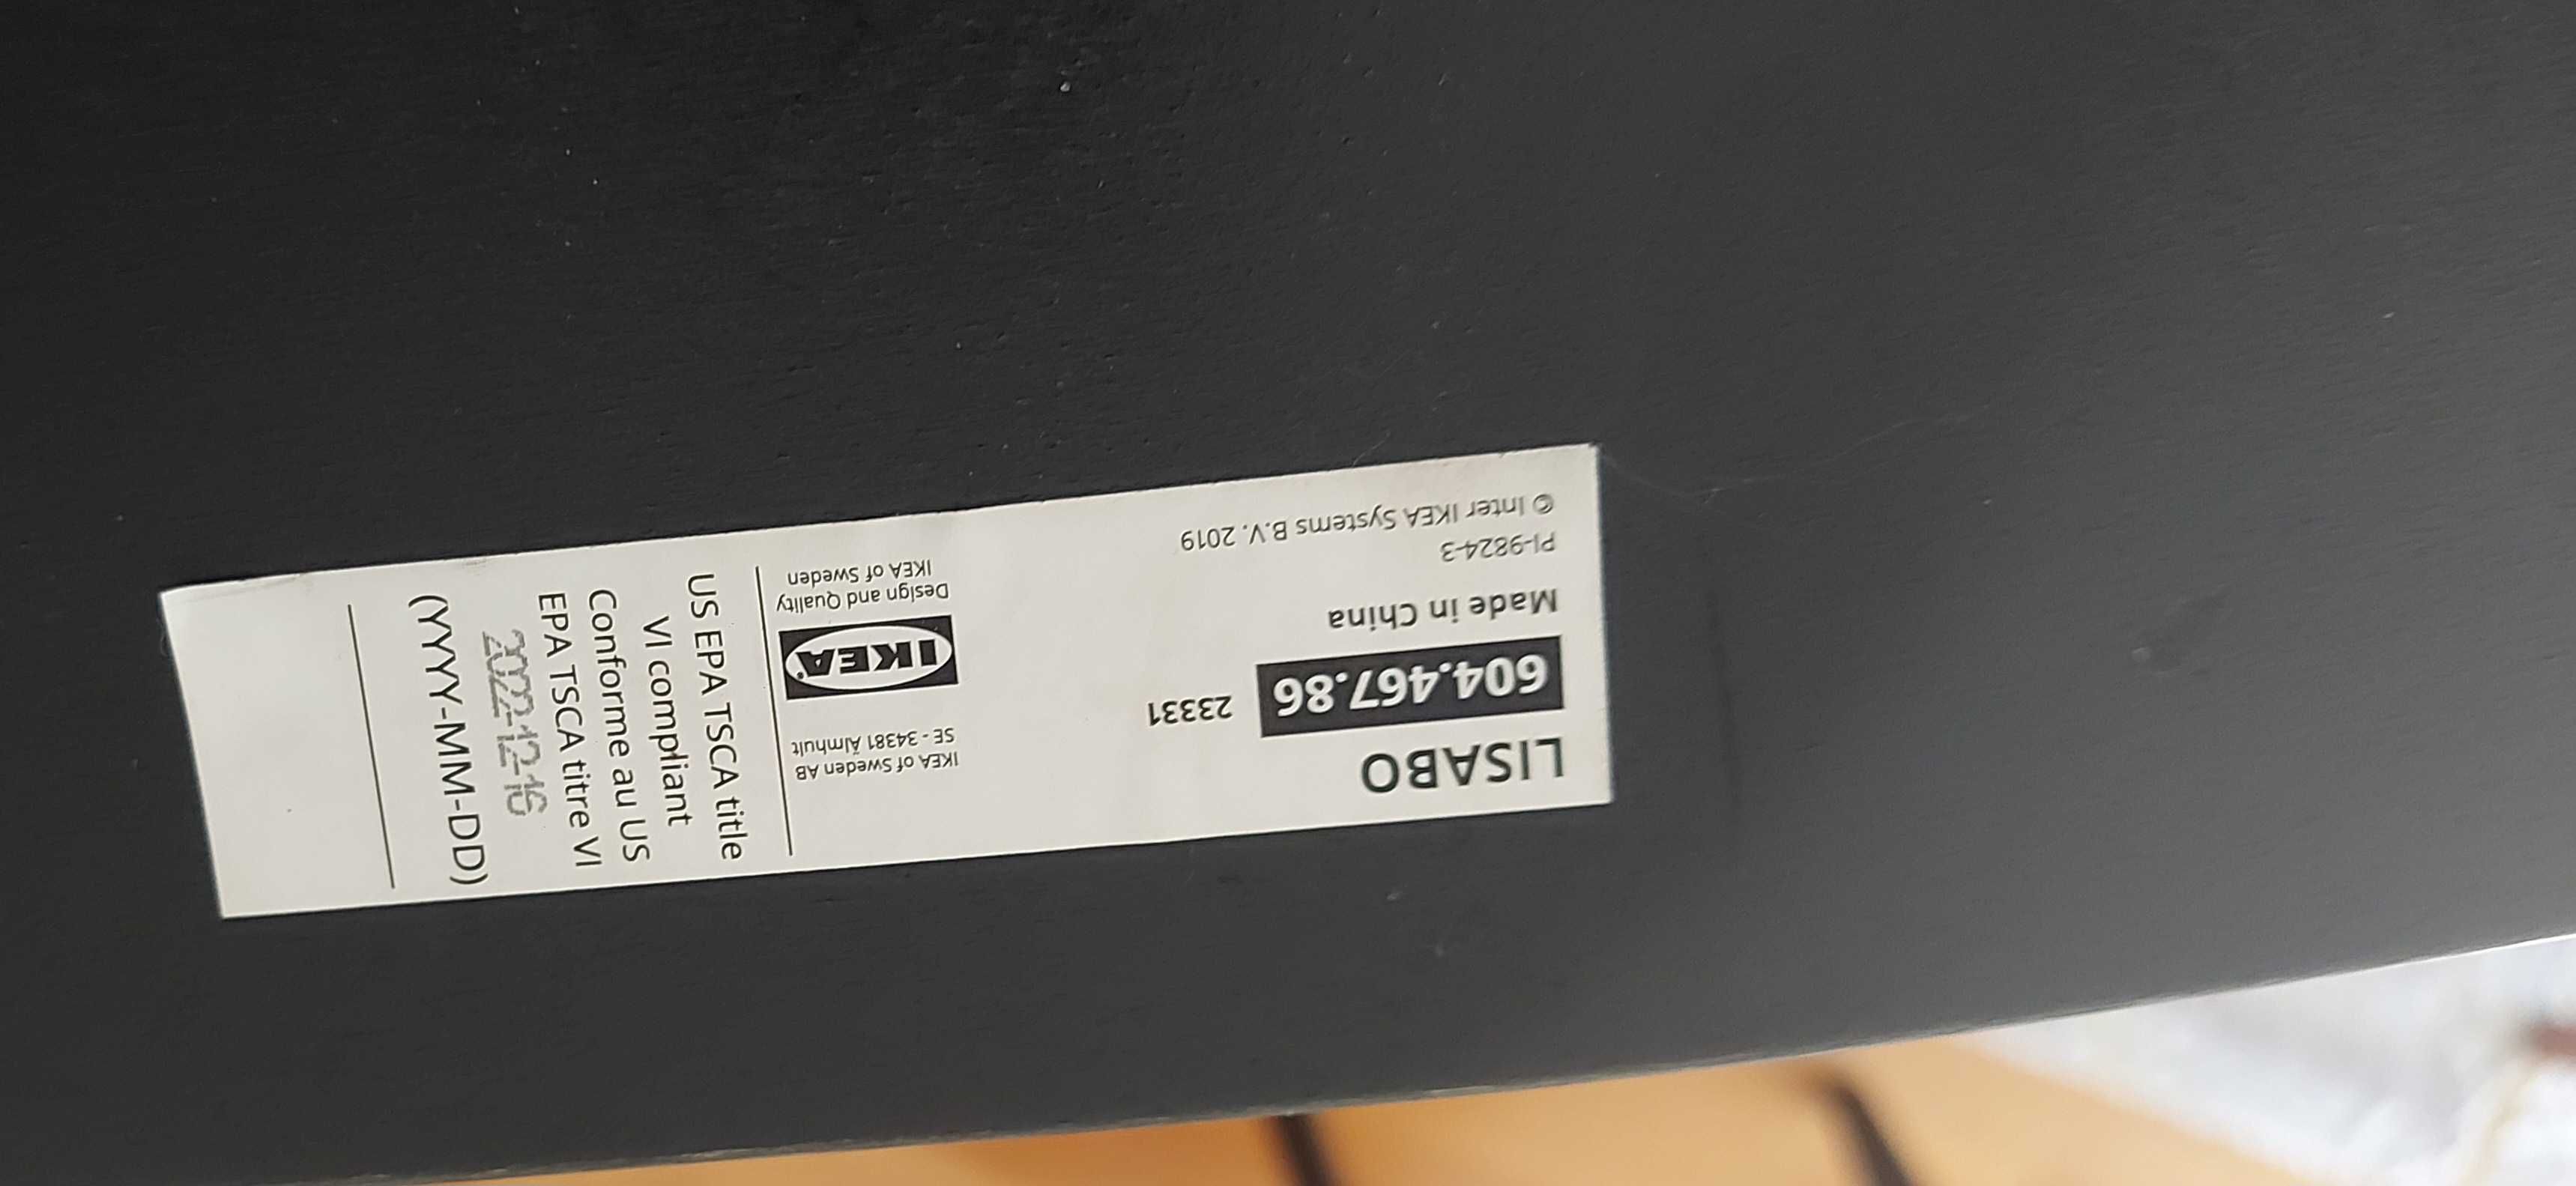 LISABO
604.467.86 23331
Made in China
PI-9824-3
© Inter IKEA Systems B.V. 2019
IKEA of Sweden AB
SE - 34381 Älmhult
IKEA
Design and Quality
IKEA of Sweden
US EPA TSCA title
VI compliant
Conforme au US
EPA TSCA titre VI
2022-12-16
(YYYY-MM-DD)